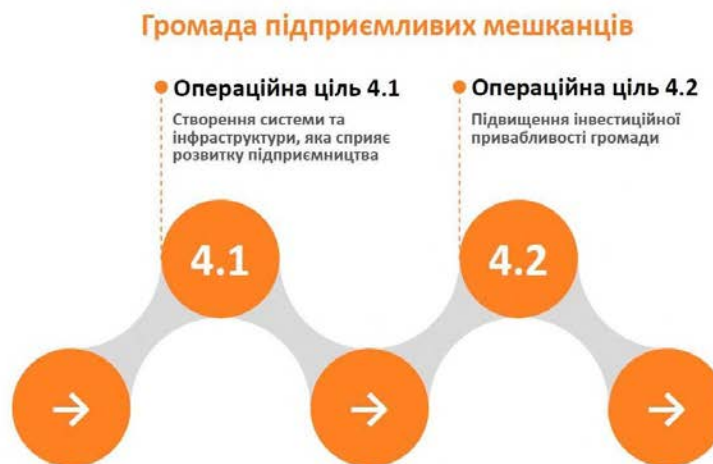 Громада підприємливих мешканців
Операційна ціль 4.1
Створення системи та
інфраструктури, яка сприяє
розвитку підприємництва
Операційна ціль 4.2
Підвищення інвестиційної
привабливості громади
4.1
4.2